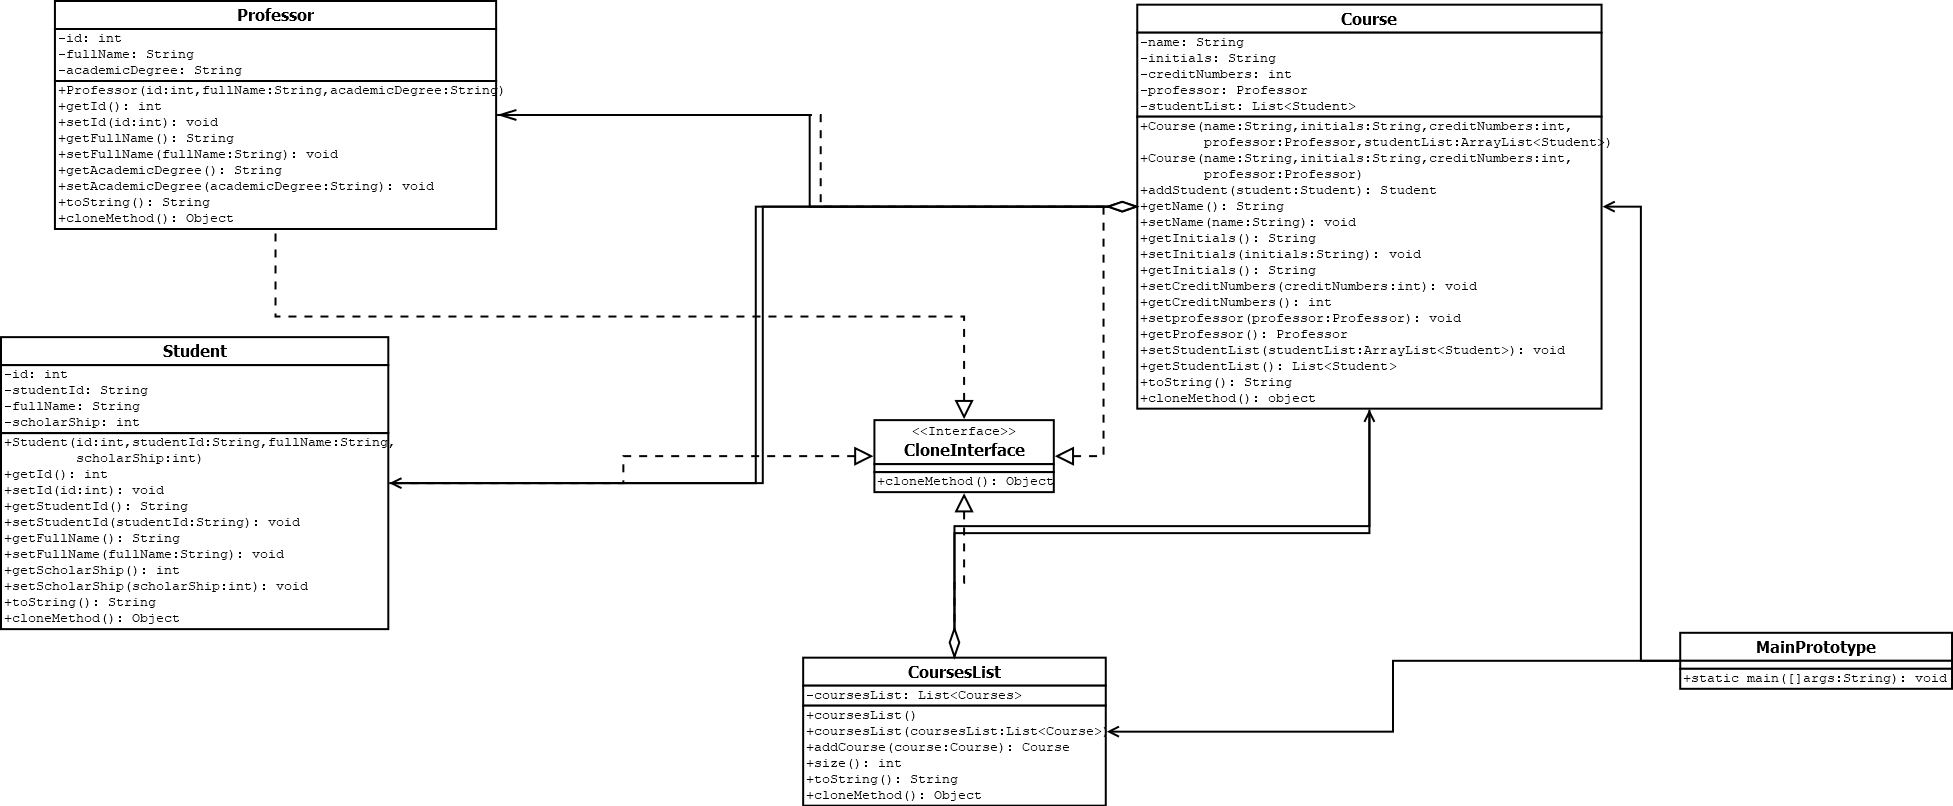 Professor
-id: int
-fullName: String
-academicDegree: String
+Professor(id:int,fullName:String,academicDegree:String)
+getId(): int
+setId(id:int): void
+getFullName(): String
+setFullName(fullName:String): void
+getAcademicDegree(): String
+setAcademicDegree(academicDegree:String): void
+toString(): String
+cloneMethod(): Object
Course
-name: String
-initials: String
-creditNumbers: int
-professor: Professor
-studentList: List<Student>
+Course(name:String,initials:String,creditNumbers:int,
professor:Professor,studentList:ArrayList<Student>)
+Course(name:String,initials:String,creditNumbers:int,
professor:Professor)
+addStudent(student:Student): Student
+getName(): String
+setName(name:String): void
+getInitials(): String
+setInitials(initials:String): void
+getInitials(): String
+setCreditNumbers(creditNumbers:int): void
+getCreditNumbers(): int
+setprofessor(professor:Professor): void
+getProfessor(): Professor
+setStudentList(studentList:ArrayList<Student>): void
+getStudentList(): List<Student>
+toString(): String
+cloneMethod(): object
Student
-id: int
-studentId: String
-fullName: String
-scholarShip: int
+Student(id:int,studentId:String,fullName:String,
scholarShip:int)
+getId(): int
+setId(id:int): void
+getStudentId(): String
+setStudentId(studentId:String): void
+getFullName(): String
+setFullName(fullName:String): void
+getScholarShip(): int
+setScholarShip(scholarShip:int): void
+toString(): String
+cloneMethod(): Object
<<Interface>>
CloneInterface
+cloneMethod(): Object
CoursesList
-coursesList: List<Courses>
+coursesList()
+coursesList(coursesList:List<Course>)
+addCourse(course:Course): Course
+size(): int
+toString(): String
+cloneMethod(): Object
MainPrototype
+static main([]args:String): void